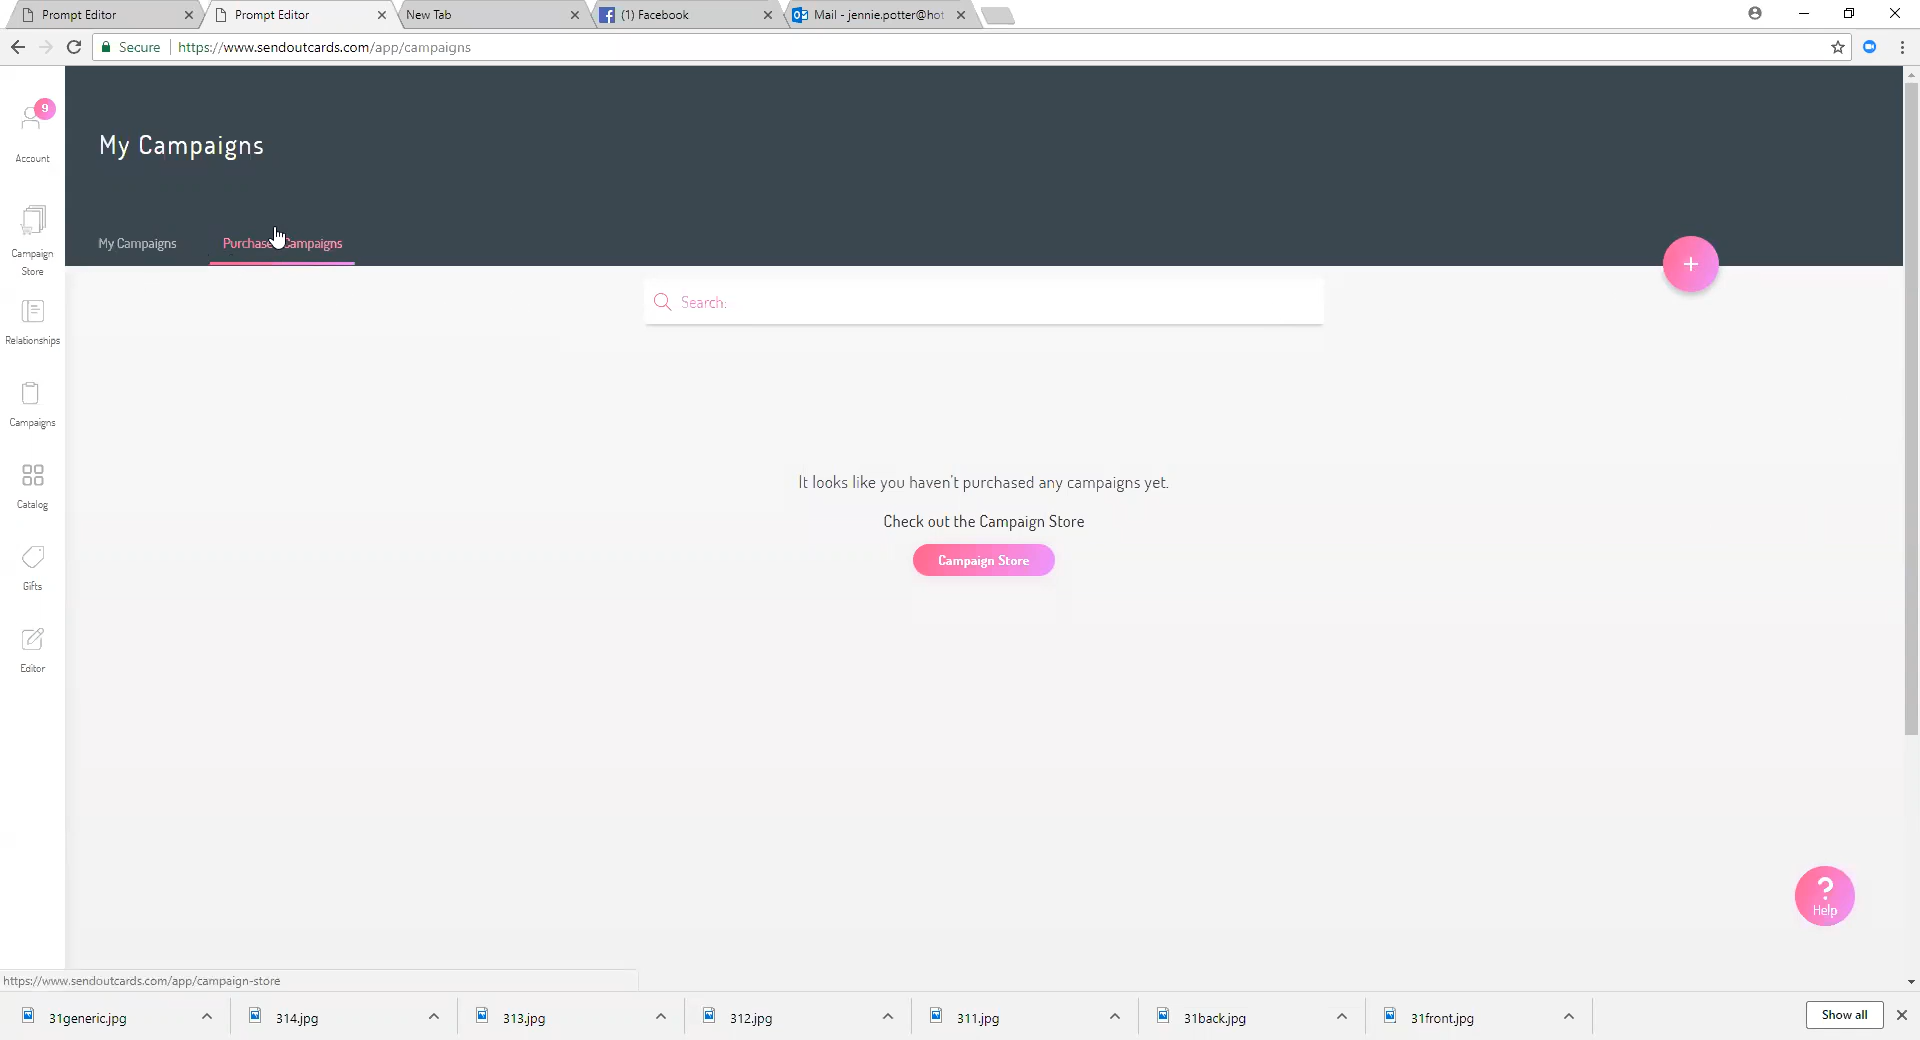 Prompt Editor
Prompt Editor
New Tab
(1) Facebook
Mail - jennie.potter@hot
Secure
https://www.sendoutcards.com/app/campaigns
9
Account
Campaign
Store
Relationships
Campaigns
Catalog
Gifts
Editor
My Campaigns
My Campaigns
Purchase Campaigns
+
Search:
It looks like you haven't purchased any campaigns yet.
Check out the Campaign Store
Campaign Store
?
Help
https://www.sendoutcards.com/app/campaign-store
31generic.jpg
314.jpg
313.jpg
312.jpg
311.jpg
31back.jpg
31front.jpg
Show all